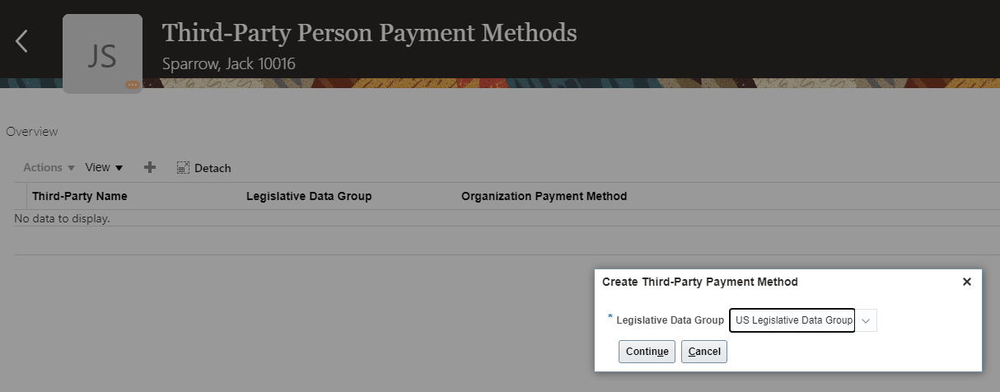 JS
Third-Party Person Payment Methods
Sparrow, Jack 10016
Overview
Actions View Detach
Third-Party Name Legislative Data Group Organization Payment Method
No data to display.
Create Third-Party Payment Method
* Legislative Data Group US Legislative Data Group
Continue Cancel